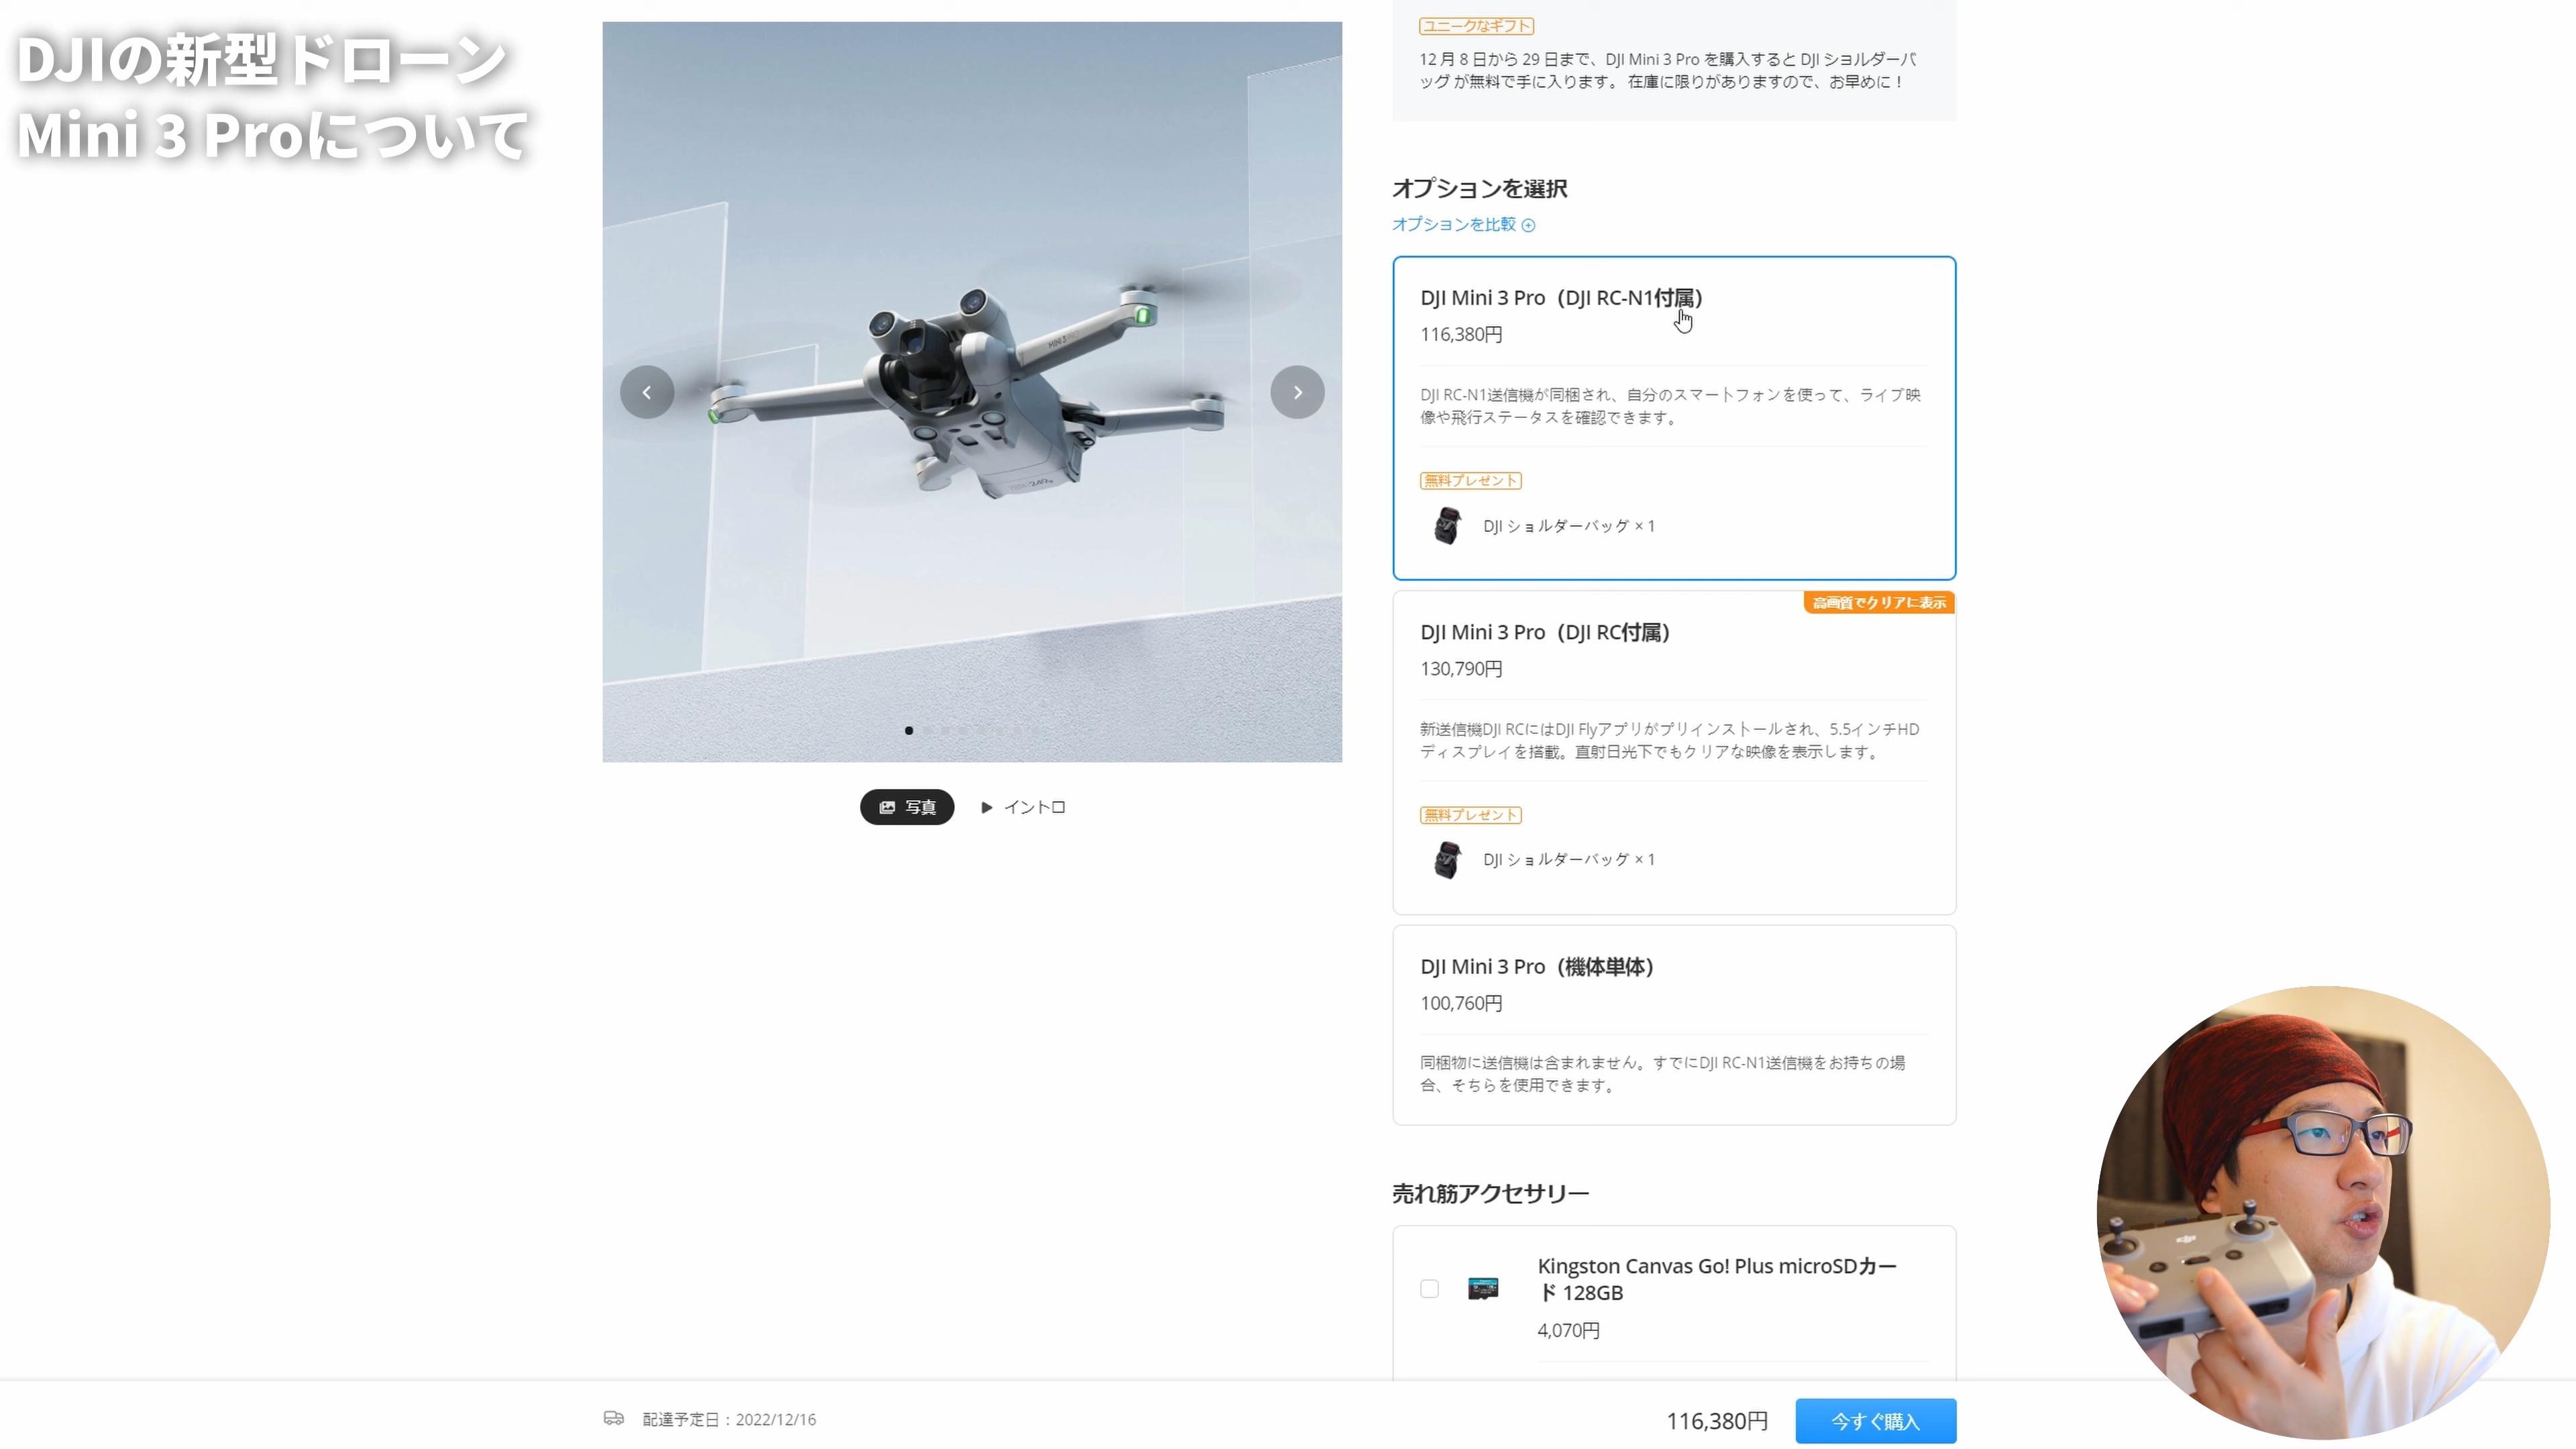 DJIの新型ドローン
Mini 3 Proについて
ユニークなギフト
12 月 8 日から 29 日まで、DJI Mini 3 Pro を購入すると DJI ショルダーバ
ッグ が無料で手に入ります。 在庫に限りがありますので、お早めに！
オプションを選択
オプションを比較
DJI Mini 3 Pro（DJI RC-N1付属）
116,380円
DJI RC-N1送信機が同梱され、自分のスマートフォンを使って、ライブ映
像や飛行ステータスを確認できます。
無料プレゼント
DJI ショルダーバッグ × 1
高画質でクリアに表示
DJI Mini 3 Pro（DJI RC付属）
130,790円
新送信機DJI RCにはDJI Flyアプリがプリインストールされ、5.5インチHD
ディスプレイを搭載。直射日光下でもクリアな映像を表示します。
無料プレゼント
DJI ショルダーバッグ × 1
DJI Mini 3 Pro（機体単体）
100,760円
同梱物に送信機は含まれません。すでにDJI RC-N1送信機をお持ちの場
合、そちらを使用できます。
売れ筋アクセサリー
Kingston Canvas Go! Plus microSDカー
ド 128GB
4,070円
MINI 3 PRO
写真
イントロ
配達予定日：2022/12/16
116,380円
今すぐ購入